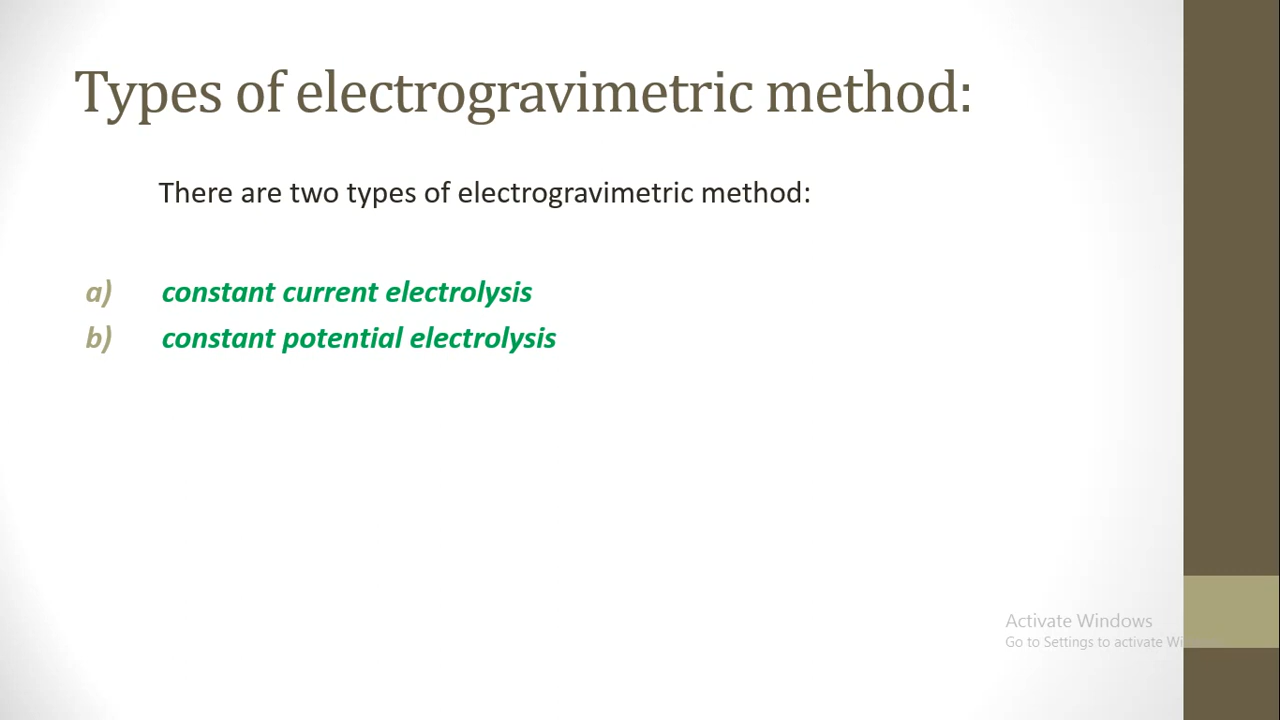 Types of electrogravimetric method:
There are two types of electrogravimetric method:
a) constant current electrolysis
b) constant potential electrolysis
Activate Windows
Go to Settings to activate